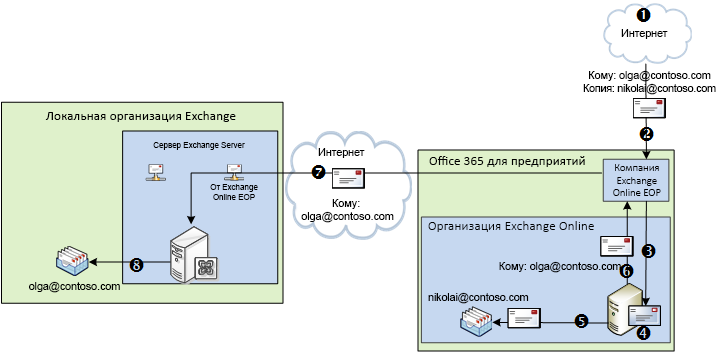 1
Интернет
Кому: olga@contoso.com
Копия: nikolai@contoso.com
2
Локальная организация Exchange
Сервер Exchange Server
От Exchange
Online EOP
8
olga@contoso.com
Интернет
7
Кому:
olga@contoso.com
Office 365 для предприятий
Компания
Exchange
Online EOP
Организация Exchange Online
3
Кому: olga@contoso.com
6
nikolai@contoso.com
5
4